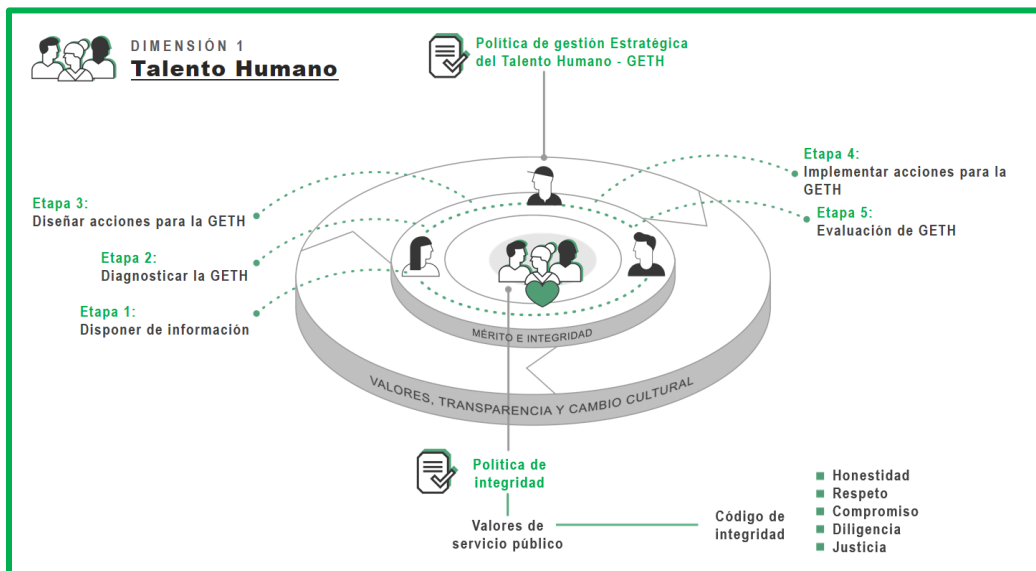 DIMENSIÓN 1
Talento Humano
Política de gestión Estratégica
del Talento Humano - GETH
Etapa 3:
Diseñar acciones para la GETH
Etapa 2:
Diagnosticar la GETH
Etapa 1:
Disponer de información
Etapa 4:
Implementar acciones para la
GETH
Etapa 5:
Evaluación de GETH
MÉRITO E INTEGRIDAD
VALORES, TRANSPARENCIA Y CAMBIO CULTURAL
Política de
integridad
Valores de
servicio público
Código de
integridad
Honestidad
Respeto
Compromiso
Diligencia
Justicia